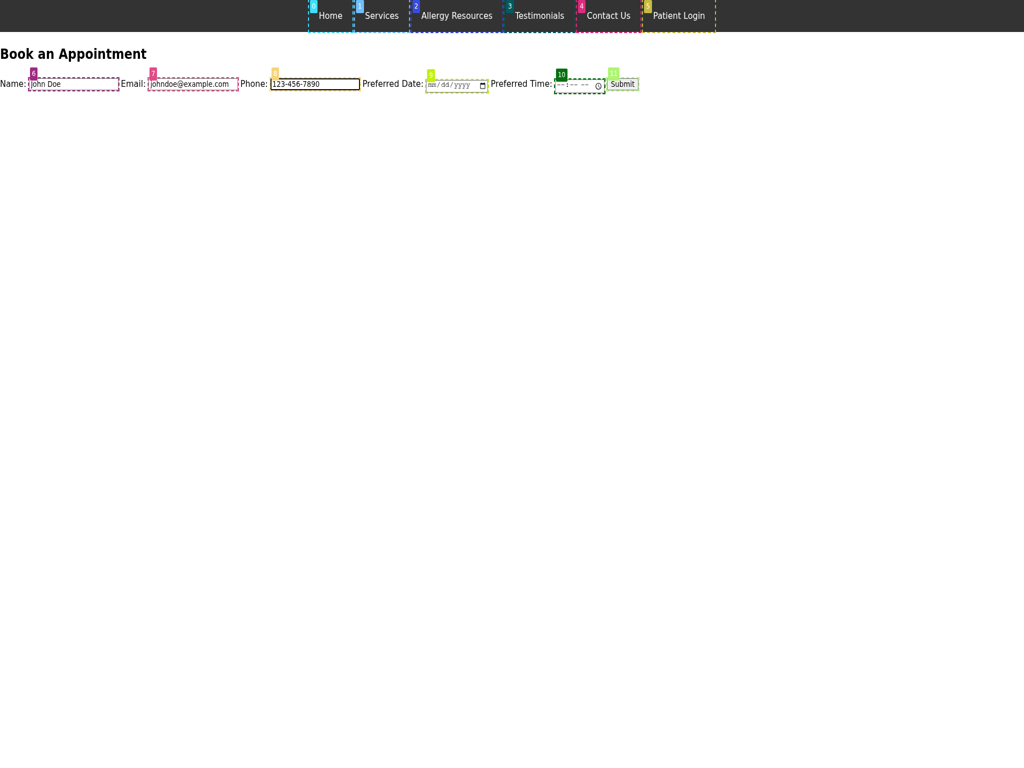 0 Home 1 Services 2 Allergy Resources 3 Testimonials 4 Contact Us 5 Patient Login
Book an Appointment
6 7 8 9 10 11
Name: John Doe Email: johndoe@example.com Phone: 123-456-7890 Preferred Date: mm/dd/yyyy Preferred Time: --:-- -- Submit